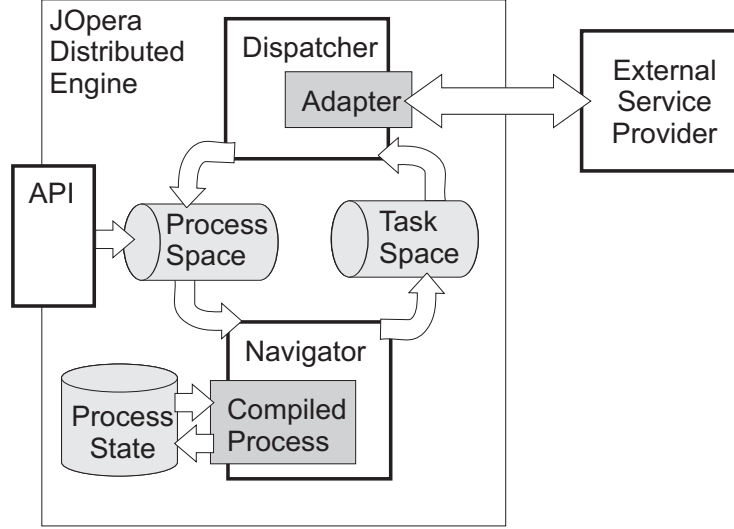 JOpera
Distributed
Engine
Dispatcher
Adapter
External
Service
Provider
API
Process
Space
Task
Space
Navigator
Compiled
Process
Process
State